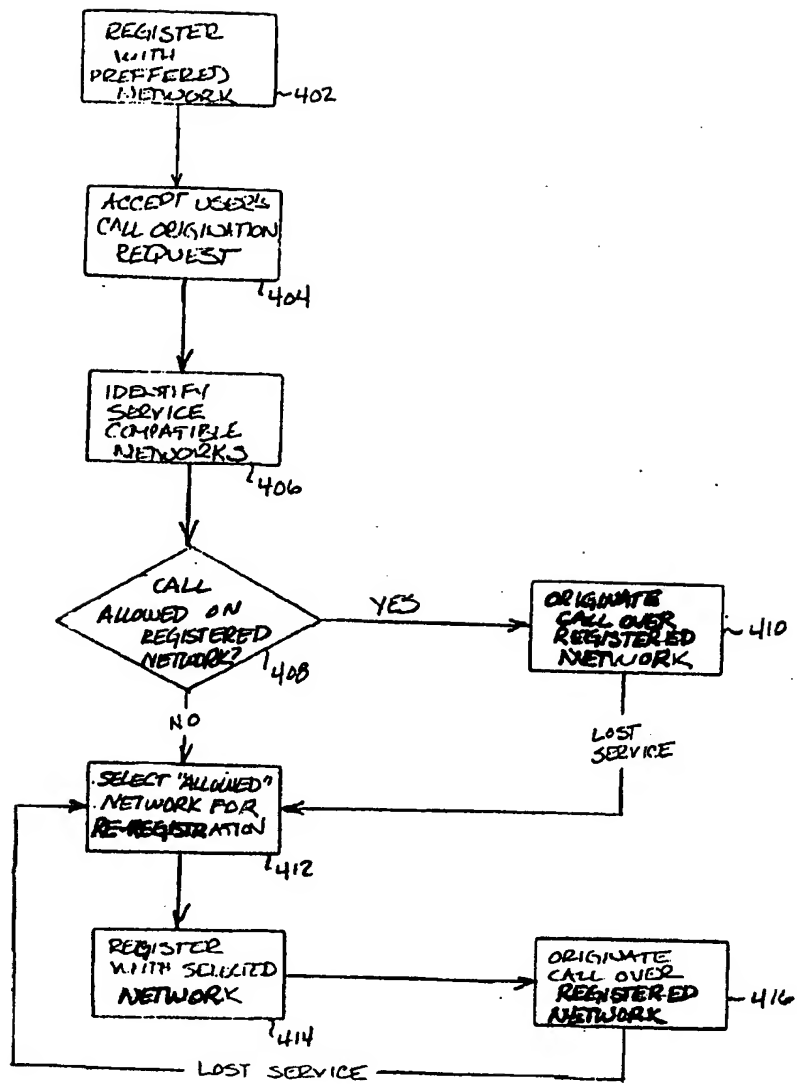 REGISTER
WITH
PREFFERED
NETWORK
402
ACCEPT USER'S
CALL ORIGINATION
REQUEST
404
IDENTIFY
SERVICE
COMPATIBLE
NETWORKS
406
CALL
ALLOWED ON
REGISTERED
NETWORK?
408
YES
ORIGINATE
CALL OVER
REGISTERED
NETWORK
410
NO
LOST
SERVICE
SELECT "ALLOWED"
NETWORK FOR
RE-REGISTRATION
412
REGISTER
WITH SELECTED
NETWORK
414
ORIGINATE
CALL OVER
REGISTERED
NETWORK
416
LOST SERVICE